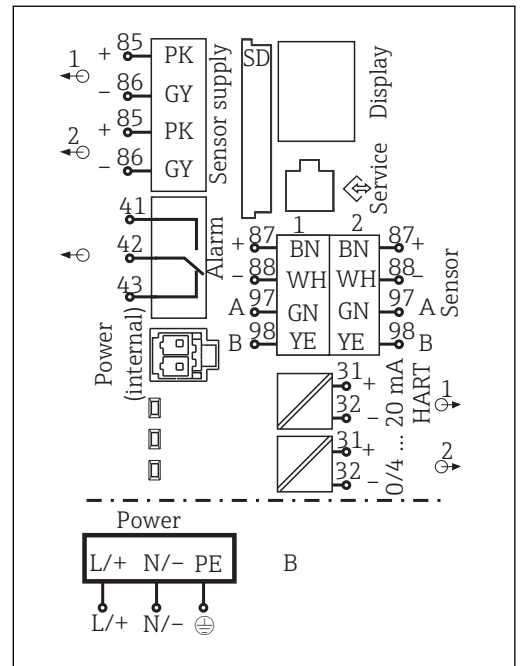 1
+ 85 PK
- 86 GY
2
+ 85 PK
- 86 GY
Sensor supply
SD
Display
Service
41
42
43
Alarm
1 2
+ 87 BN BN 87 +
- 88 WH WH 88 -
A 97 GN GN 97 A
B 98 YE YE 98 B
Sensor
Power
(internal)
31 +
32 -
31 +
32 -
0/4 ... 20 mA
HART
1
2
Power
L/+ N/- PE
B
L/+ N/-